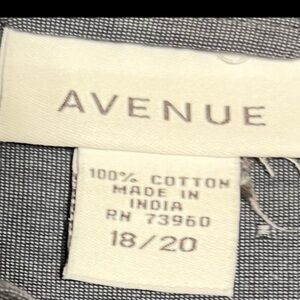 AVENUE
100% COTTON
MADE IN
INDIA
RN 73960
18/20